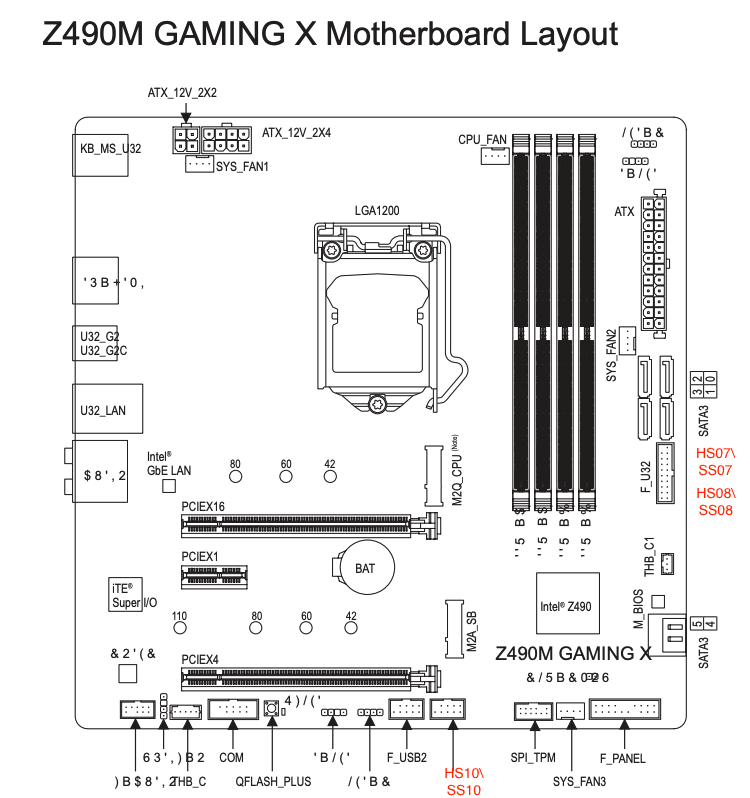 Z490M GAMING X Motherboard Layout
ATX_12V_2X2
KB_MS_U32
ATX_12V_2X4
SYS_FAN1
CPU_FAN
/ ( ' B &
' B / ( '
LGA1200
ATX
' 3 B + ' 0 ,
U32_G2
U32_G2C
SYS_FAN2
3 2
1 0
SATA3
U32_LAN
$ 8 ' , 2
Intel®
GbE LAN
80
60
42
M2Q_CPU (Note)
F_U32
HS07\
SS07
HS08\
SS08
PCIEX16
' ' 5 B $
' ' 5 B $
' ' 5 B %
' ' 5 B %
PCIEX1
BAT
THB_C1
iTE®
Super I/O
Intel® Z490
M_BIOS
110
80
60
42
M2A_SB
5 4
SATA3
& 2 ' ( &
PCIEX4
Z490M GAMING X
& / 5 B & 0 2 6
4 ) / ( '
6 3 ' , ) B 2
COM
' B / ( '
F_USB2
SPI_TPM
F_PANEL
) B $ 8 ' , 2
THB_C
QFLASH_PLUS
/ ( ' B &
HS10\
SS10
SYS_FAN3